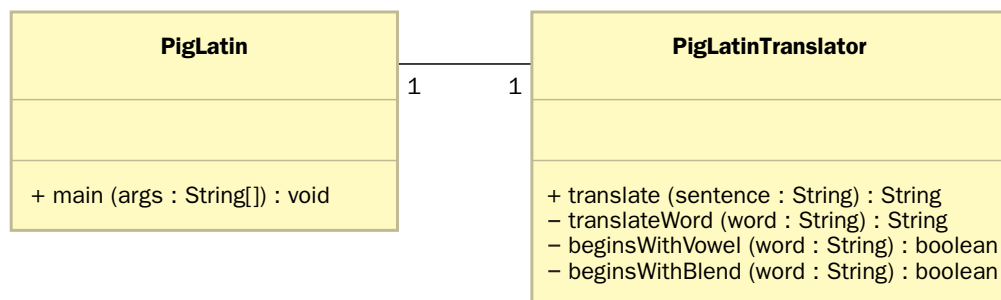 PigLatin
+ main (args : String[]) : void
1
1
PigLatinTranslator
+ translate (sentence : String) : String
– translateWord (word : String) : String
– beginsWithVowel (word : String) : boolean
– beginsWithBlend (word : String) : boolean